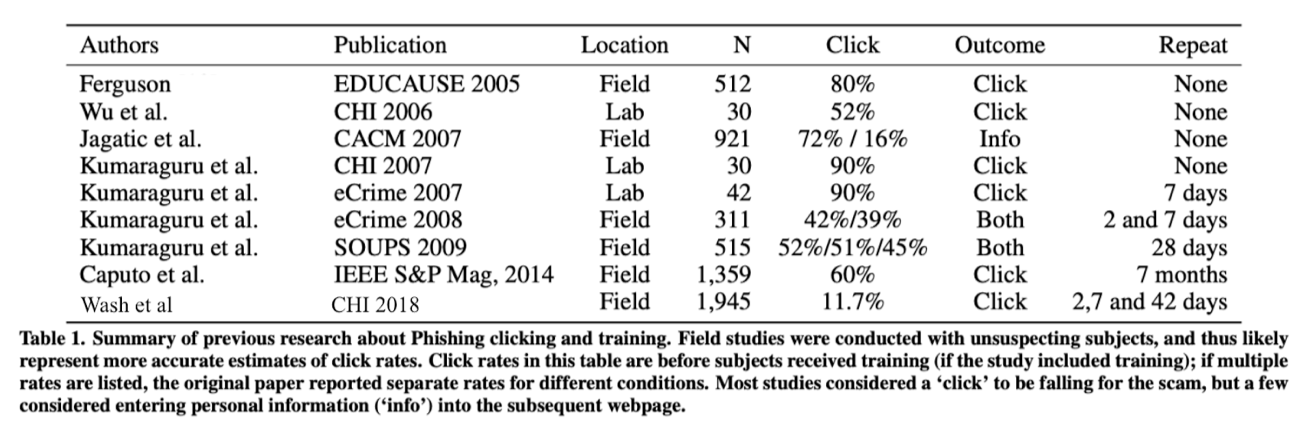 Authors Publication Location N Click Outcome Repeat
Ferguson EDUCAUSE 2005 Field 512 80% Click None
Wu et al. CHI 2006 Lab 30 52% Click None
Jagatic et al. CACM 2007 Field 921 72% / 16% Info None
Kumaraguru et al. CHI 2007 Lab 30 90% Click None
Kumaraguru et al. eCrime 2007 Lab 42 90% Click 7 days
Kumaraguru et al. eCrime 2008 Field 311 42%/39% Both 2 and 7 days
Kumaraguru et al. SOUPS 2009 Field 515 52%/51%/45% Both 28 days
Caputo et al. IEEE S&P Mag, 2014 Field 1,359 60% Click 7 months
Wash et al CHI 2018 Field 1,945 11.7% Click 2,7 and 42 days
Table 1. Summary of previous research about Phishing clicking and training. Field studies were conducted with unsuspecting subjects, and thus likely
represent more accurate estimates of click rates. Click rates in this table are before subjects received training (if the study included training); if multiple
rates are listed, the original paper reported separate rates for different conditions. Most studies considered a ‘click’ to be falling for the scam, but a few
considered entering personal information (‘info’) into the subsequent webpage.